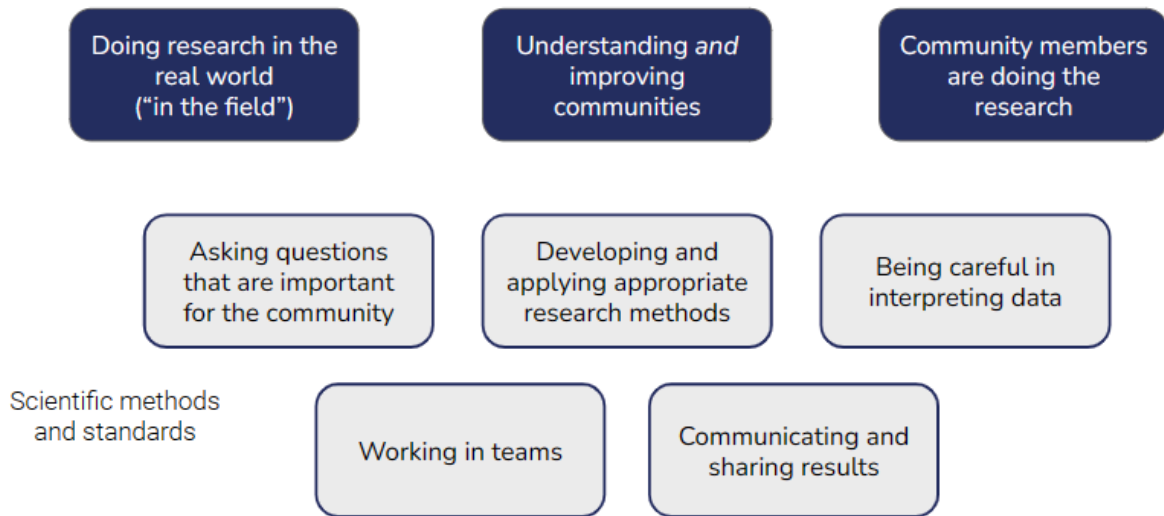 Doing research in the
real world
(“in the field”)
Understanding and
improving
communities
Community members
are doing the
research
Asking questions
that are important
for the community
Developing and
applying appropriate
research methods
Being careful in
interpreting data
Scientific methods
and standards
Working in teams
Communicating and
sharing results